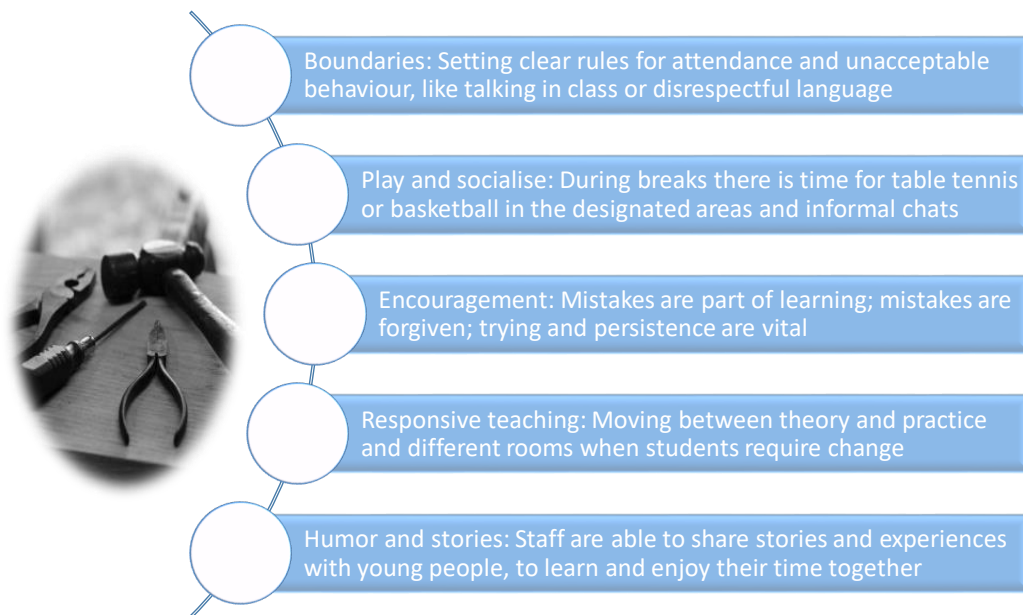 Boundaries: Setting clear rules for attendance and unacceptable
behaviour, like talking in class or disrespectful language
Play and socialise: During breaks there is time for table tennis
or basketball in the designated areas and informal chats
Encouragement: Mistakes are part of learning; mistakes are
forgiven; trying and persistence are vital
Responsive teaching: Moving between theory and practice
and different rooms when students require change
Humor and stories: Staff are able to share stories and experiences
with young people, to learn and enjoy their time together